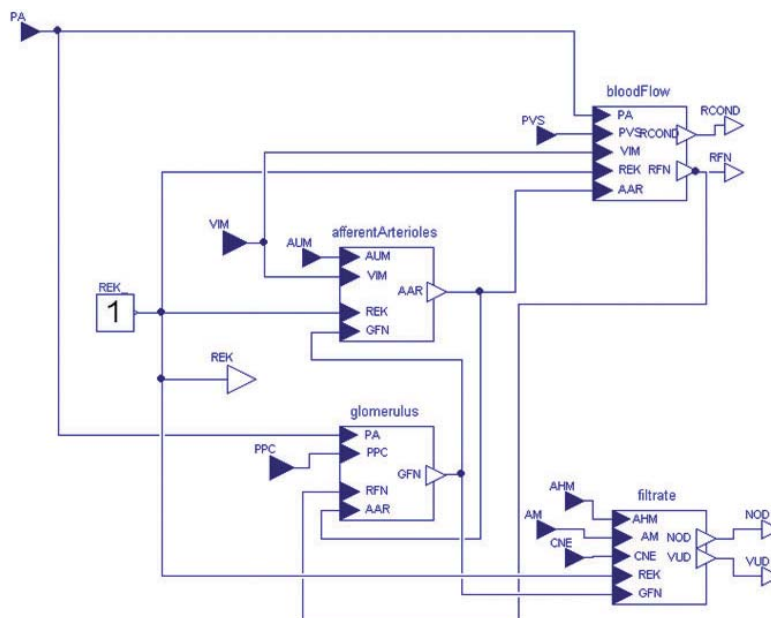 PA
bloodFlow
PA
PVS
RCOND
RCOND
PVS
VIM
REK
RFN
RFN
AAR
VIM
afferentArterioles
AUM
AUM
VIM
AAR
REK
GFN
REK_
1
REK
glomerulus
PA
PPC
PPC
GFN
RFN
AAR
filtrate
AHM
AHM
AM
AM
NOD
NOD
CNE
CNE
VUD
VUD
REK
GFN